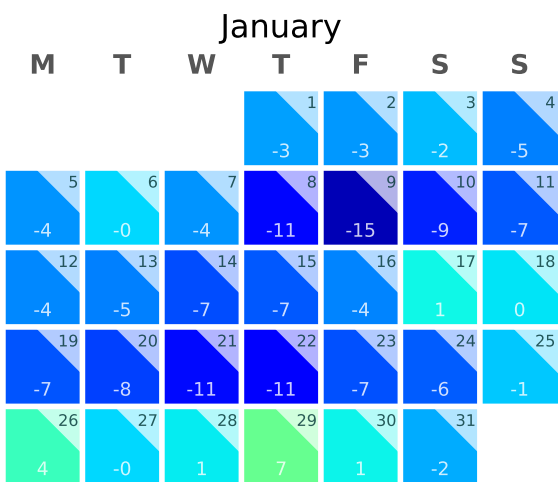 January
M T W T F S S
1 2 3 4
-3 -3 -2 -5
5 6 7 8 9 10 11
-4 -0 -4 -11 -15 -9 -7
12 13 14 15 16 17 18
-4 -5 -7 -7 -4 1 0
19 20 21 22 23 24 25
-7 -8 -11 -11 -7 -6 -1
26 27 28 29 30 31
4 -0 1 7 1 -2